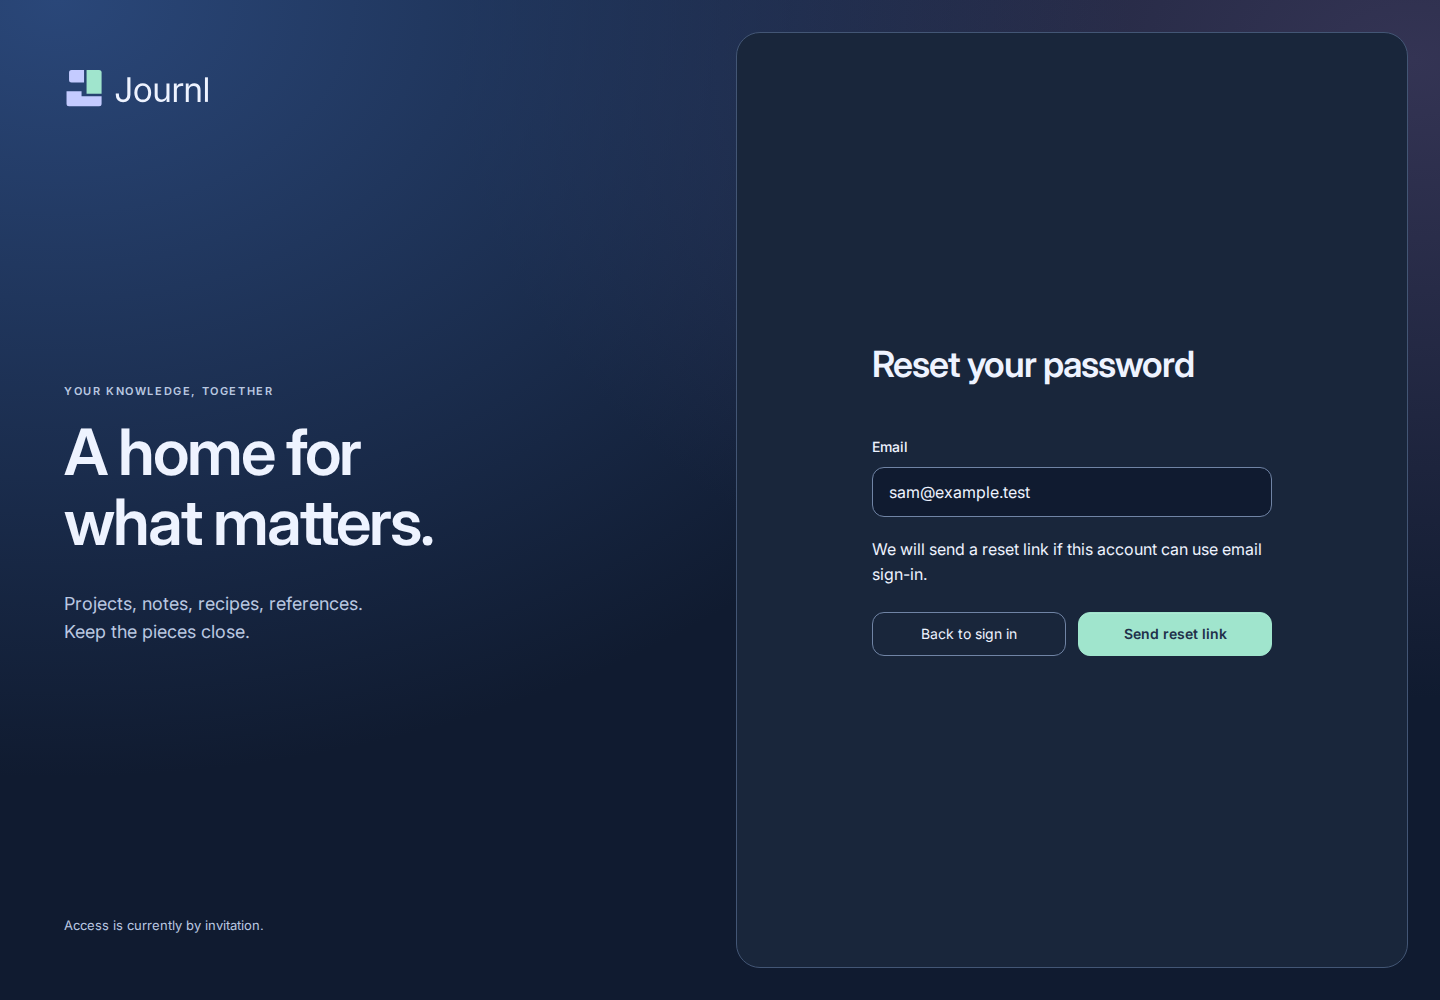 Journl
YOUR KNOWLEDGE, TOGETHER
A home for
what matters.
Projects, notes, recipes, references.
Keep the pieces close.
Access is currently by invitation.
Reset your password
Email
sam@example.test
We will send a reset link if this account can use email
sign-in.
Back to sign in
Send reset link